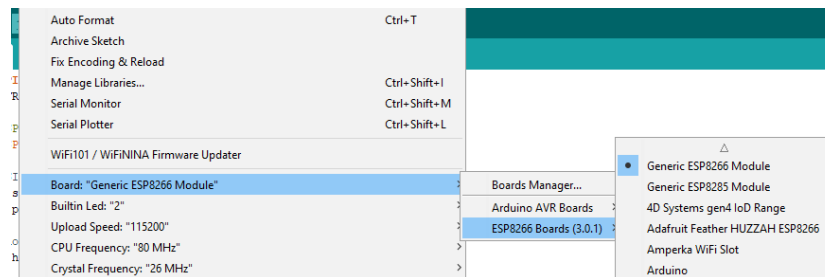 Auto Format Ctrl+T
Archive Sketch
Fix Encoding & Reload
Manage Libraries... Ctrl+Shift+I
Serial Monitor Ctrl+Shift+M
Serial Plotter Ctrl+Shift+L
WiFi101 / WiFiNINA Firmware Updater
Board: "Generic ESP8266 Module"
Builtin Led: "2"
Upload Speed: "115200"
CPU Frequency: "80 MHz"
Crystal Frequency: "26 MHz"
Boards Manager...
Arduino AVR Boards
ESP8266 Boards (3.0.1)
Generic ESP8266 Module
Generic ESP8285 Module
4D Systems gen4 IoD Range
Adafruit Feather HUZZAH ESP8266
Amperka WiFi Slot
Arduino